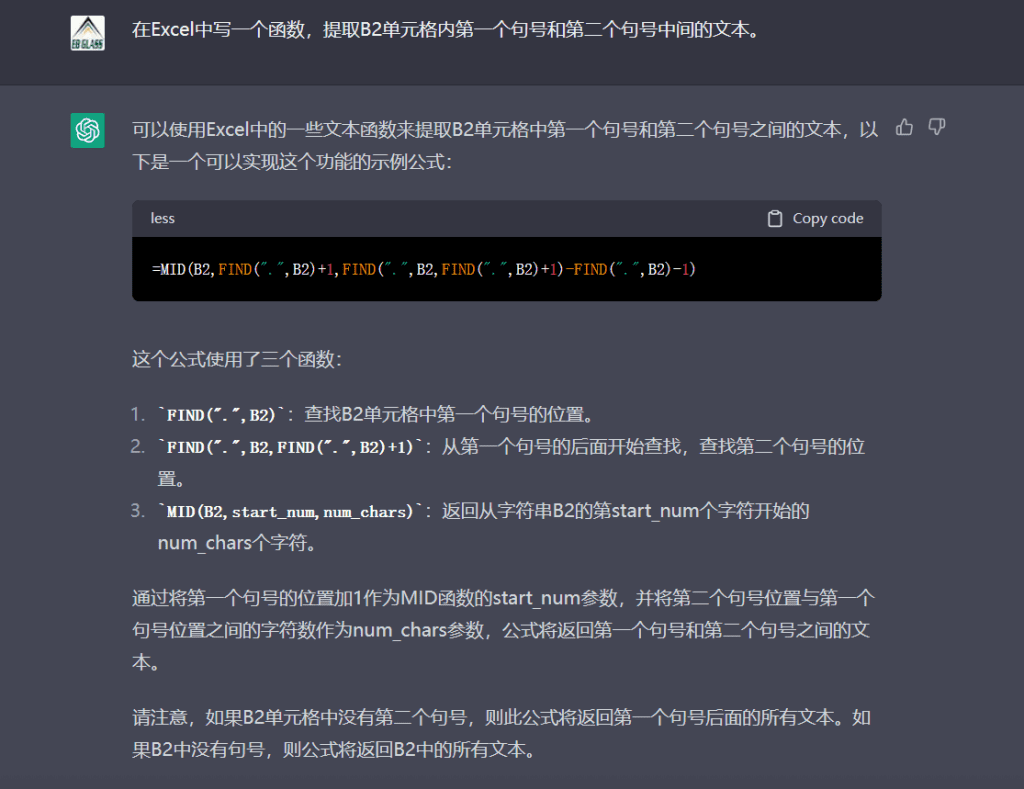 EB GLASS
在Excel中写一个函数，提取B2单元格内第一个句号和第二个句号中间的文本。
可以使用Excel中的一些文本函数来提取B2单元格中第一个句号和第二个句号之间的文本，以
下是一个可以实现这个功能的示例公式：
less
Copy code
=MID(B2,FIND(".",B2)+1,FIND(".",B2,FIND(".",B2)+1)-FIND(".",B2)-1)
这个公式使用了三个函数：
1. `FIND(".",B2)`：查找B2单元格中第一个句号的位置。
2. `FIND(".",B2,FIND(".",B2)+1)`：从第一个句号的后面开始查找，查找第二个句号的位
置。
3. `MID(B2,start_num,num_chars)`：返回从字符串B2的第start_num个字符开始的
num_chars个字符。
通过将第一个句号的位置加1作为MID函数的start_num参数，并将第二个句号位置与第一个
句号位置之间的字符数作为num_chars参数，公式将返回第一个句号和第二个句号之间的文
本。
请注意，如果B2单元格中没有第二个句号，则此公式将返回第一个句号后面的所有文本。如
果B2中没有句号，则公式将返回B2中的所有文本。